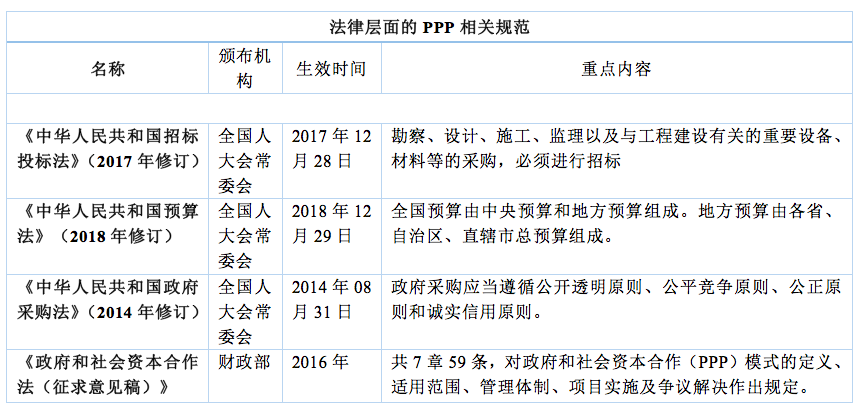 法律层面的 PPP 相关规范
名称
颁布机
构
生效时间
重点内容
《中华人民共和国招标
投标法》（2017 年修订）
全国人
大会常
委会
2017 年 12
月 28 日
勘察、设计、施工、监理以及与工程建设有关的重要设备、
材料等的采购，必须进行招标
《中华人民共和国预算
法》（2018 年修订）
全国人
大会常
委会
2018 年 12
月 29 日
全国预算由中央预算和地方预算组成。地方预算由各省、
自治区、直辖市总预算组成。
《中华人民共和国政府
采购法》（2014 年修订）
全国人
大会常
委会
2014 年 08
月 31 日
政府采购应当遵循公开透明原则、公平竞争原则、公正原
则和诚实信用原则。
《政府和社会资本合作
法（征求意见稿）》
财政部
2016 年
共 7 章 59 条，对政府和社会资本合作（PPP）模式的定义、
适用范围、管理体制、项目实施及争议解决作出规定。